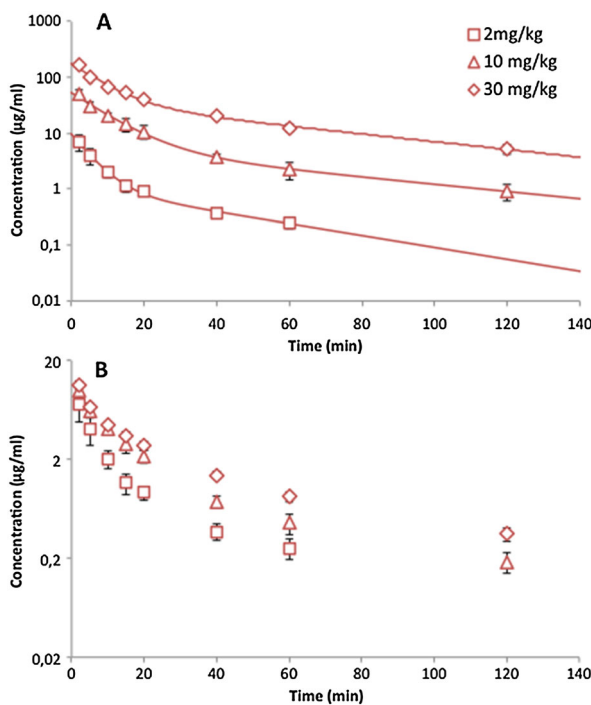 A
1000
100
10
1
0,1
0,01
Concentration (µg/ml)
2mg/kg
10 mg/kg
30 mg/kg
0 20 40 60 80 100 120 140
Time (min)
B
20
2
0,2
0,02
Concentration (µg/ml)
0 20 40 60 80 100 120 140
Time (min)